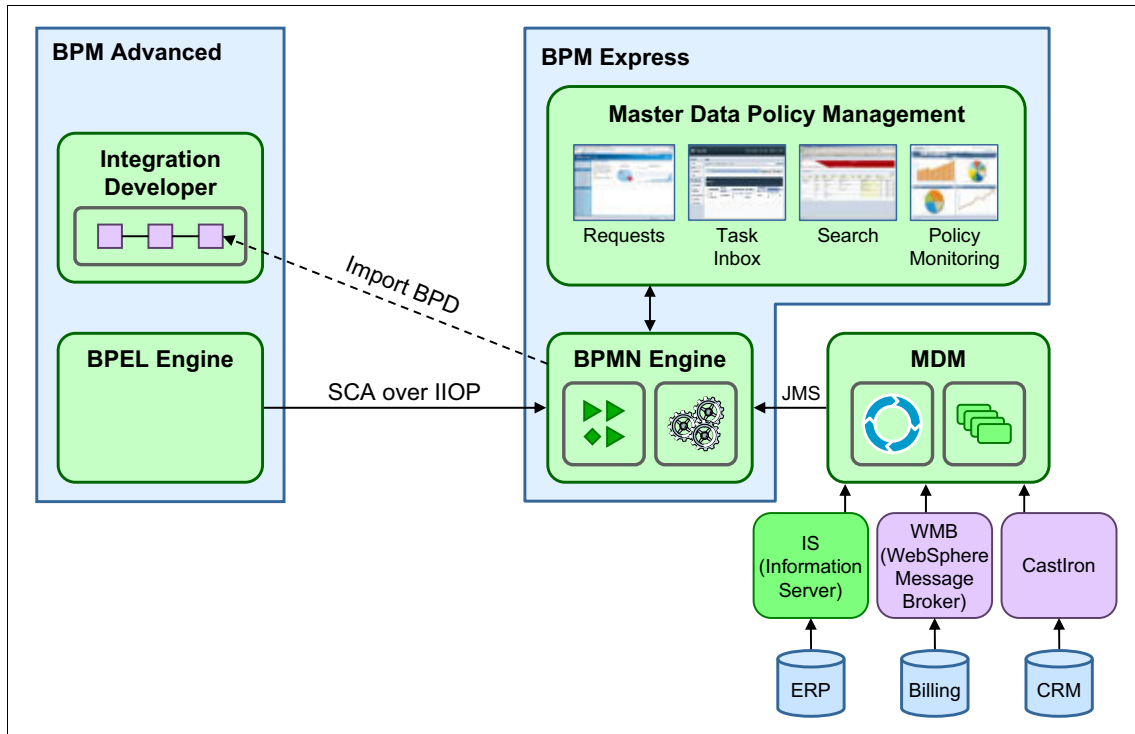 BPM Advanced
Integration
Developer
BPEL Engine
Import BPD
SCA over IIOP
BPM Express
Master Data Policy Management
Requests
Task
Inbox
Search
Policy
Monitoring
BPMN Engine
JMS
MDM
IS
(Information
Server)
WMB
(WebSphere
Message
Broker)
CastIron
ERP
Billing
CRM